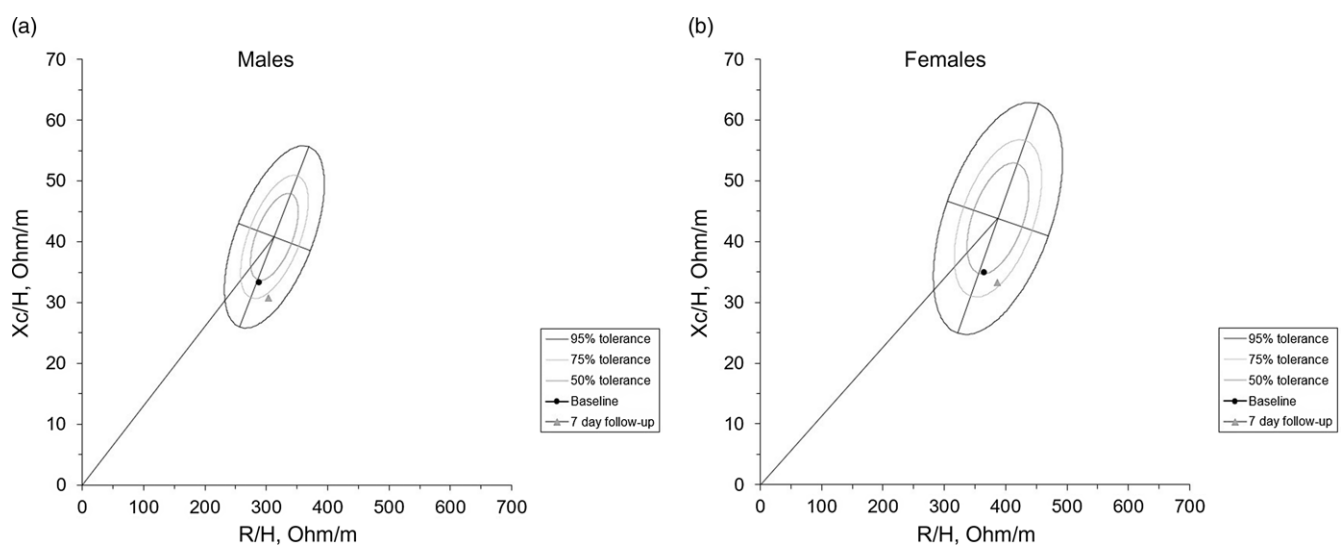 (a)
Males
Xc/H, Ohm/m
70
60
50
40
30
20
10
0
0 100 200 300 400 500 600 700
R/H, Ohm/m
95% tolerance
75% tolerance
50% tolerance
Baseline
7 day follow-up
(b)
Females
Xc/H, Ohm/m
70
60
50
40
30
20
10
0
0 100 200 300 400 500 600 700
R/H, Ohm/m
95% tolerance
75% tolerance
50% tolerance
Baseline
7 day follow-up